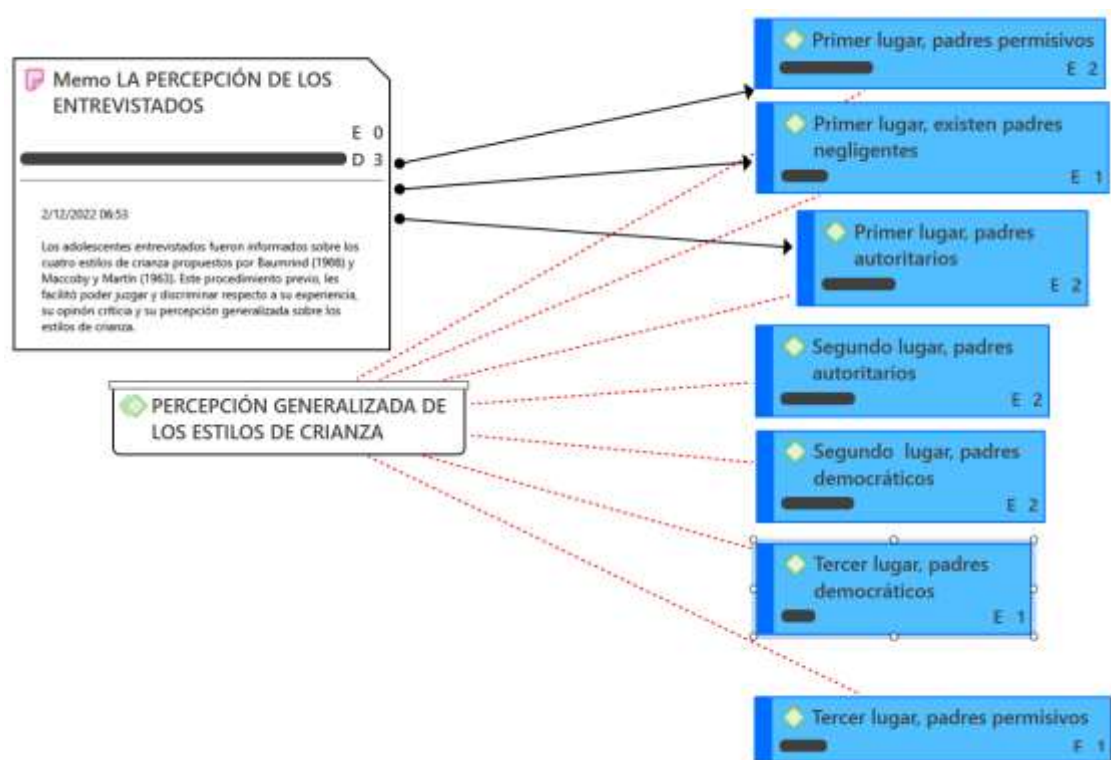 Memo LA PERCEPCIÓN DE LOS
ENTREVISTADOS
E 0
D 3
2/12/2022 06:53
Los adolescentes entrevistados fueron informados sobre los
cuatro estilos de crianza propuestos por Baumrind (1966) y
Maccoby y Martin (1963). Este procedimiento previo, les
facilitó poder juzgar y discriminar respecto a su experiencia,
su opinón crítica y su percepción generalizada sobre los
estilos de crianza.
PERCEPCIÓN GENERALIZADA DE
LOS ESTILOS DE CRIANZA
Primer lugar, padres permisivos
E 2
Primer lugar, existen padres
negligentes
E 1
Primer lugar, padres
autoritarios
E 2
Segundo lugar, padres
autoritarios
E 2
Segundo lugar, padres
democráticos
E 2
Tercer lugar, padres
democráticos
E 1
Tercer lugar, padres permisivos
E 1